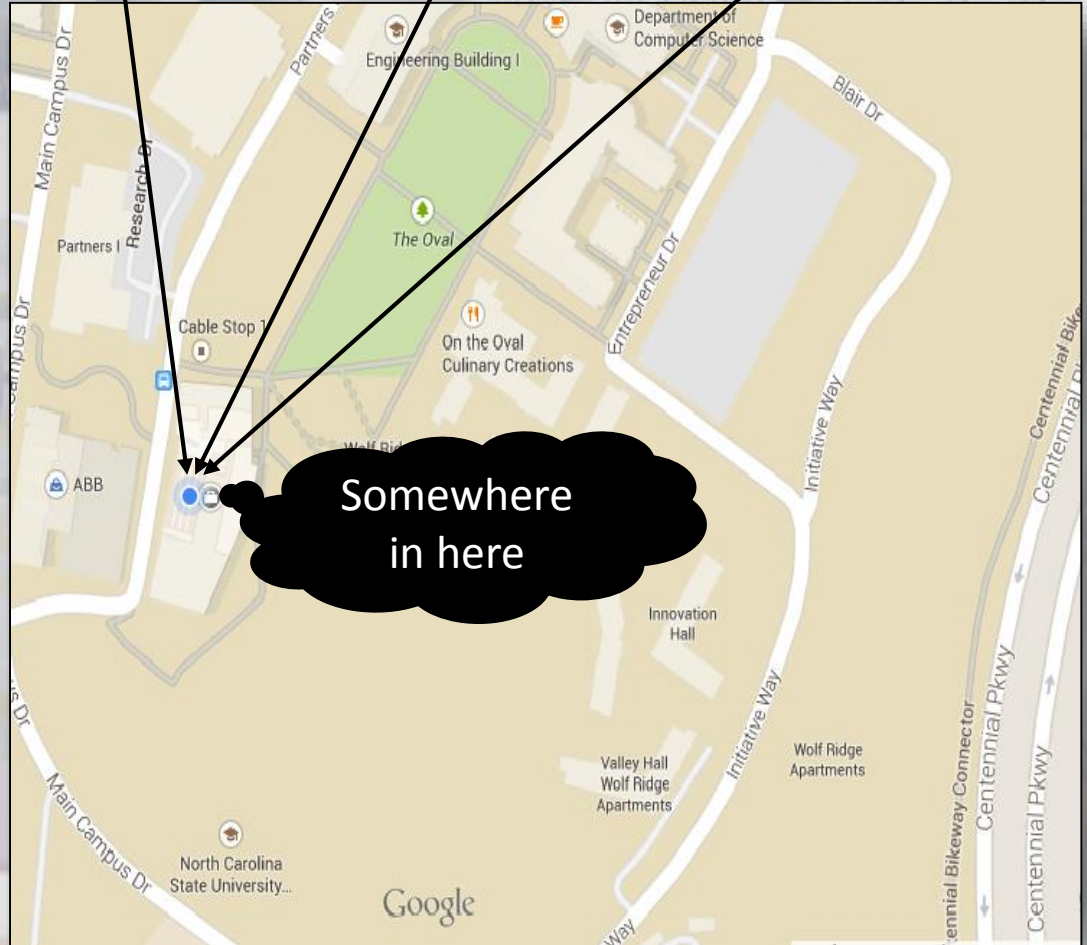 Main Campus Dr
Partners
Engineering Building I
Department of
Computer Science
Blair Dr
Research Dr
Partners I
The Oval
Entrepreneur Dr
Cable Stop 1
On the Oval
Culinary Creations
Campus Dr
Initiative Way
Centennial
Centennial
Wolf
ABB
Somewhere
in here
Innovation
Hall
Initiative Way
Centennial Pkwy
Valley Hall
Wolf Ridge
Apartments
Wolf Ridge
Apartments
Bikeway Connector
Centennial Pkwy
Main Campus Dr
North Carolina
State University...
Google
Way